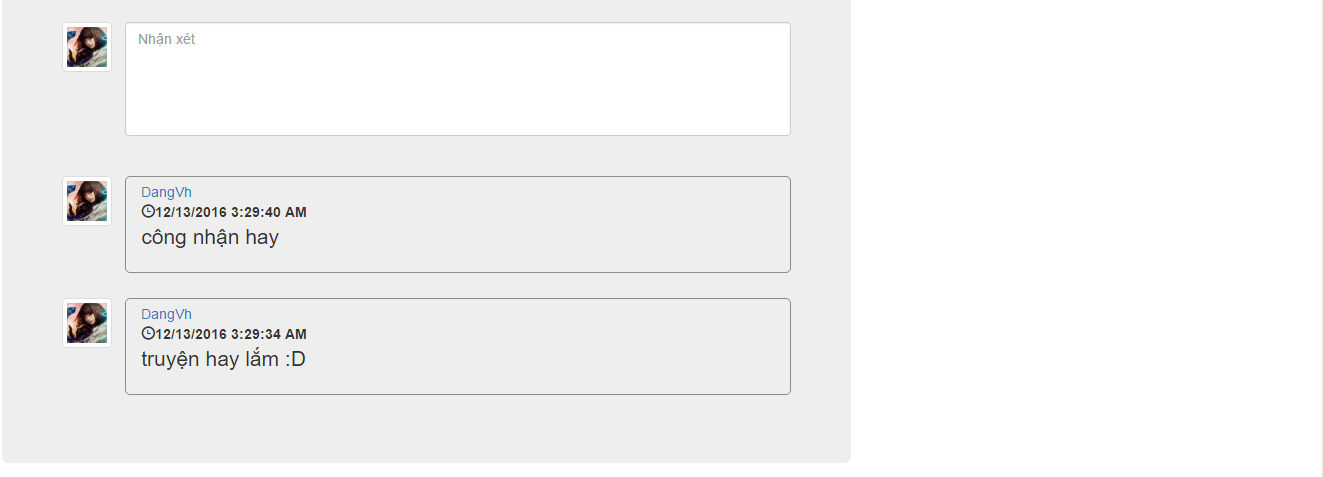 Nhận xét
DangVh
12/13/2016 3:29:40 AM
công nhận hay
DangVh
12/13/2016 3:29:34 AM
truyện hay lắm :D